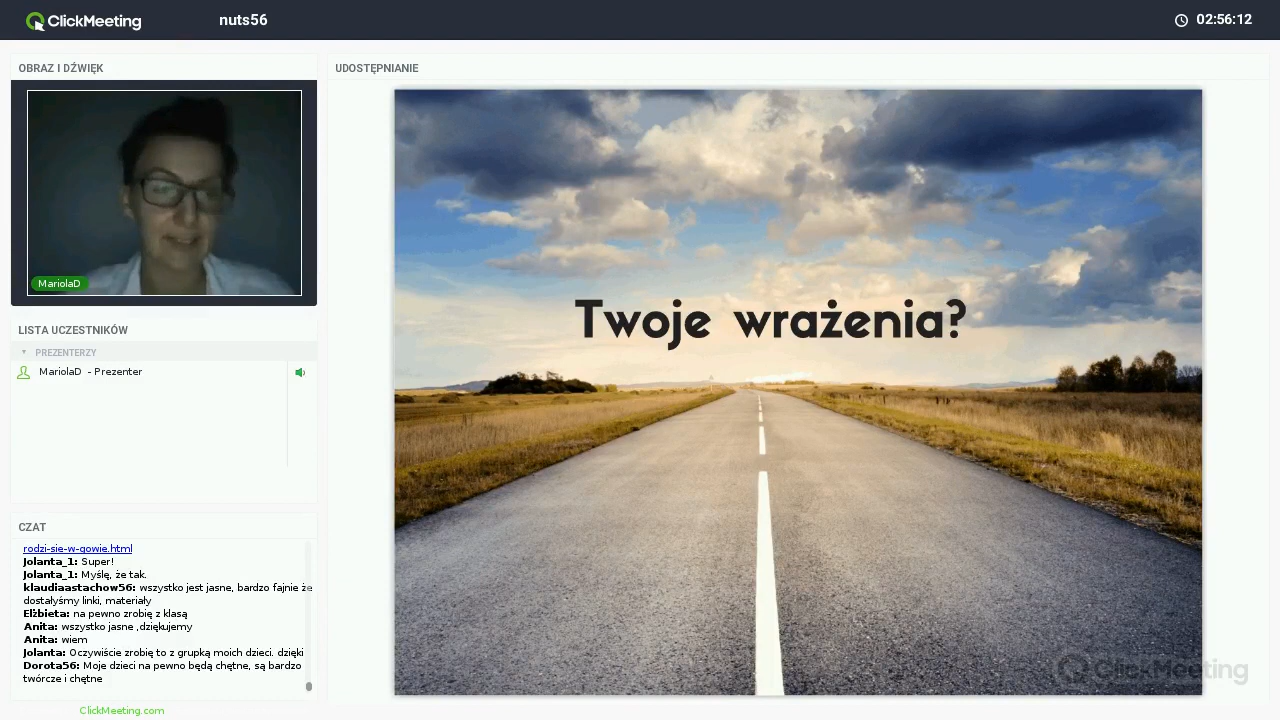 ClickMeeting
nuts56
02:56:12
OBRAZ I DŹWIĘK
MariolaD
LISTA UCZESTNIKÓW
PREZENTERZY
MariolaD - Prezenter
CZAT
rodzi-sie-w-gowie.html
Jolanta_1: Super!
Jolanta_1: Myślę, że tak.
klaudiaastachow56: wszystko jest jasne, bardzo fajnie że
dostałyśmy linki, materiały
Elżbieta: na pewno zrobię z klasą
Anita: wszystko jasne ,dziękujemy
Anita: wiem
Jolanta: Oczywiście zrobię to z grupką moich dzieci. dzięki
Dorota56: Moje dzieci na pewno będą chętne, są bardzo
twórcze i chętne
ClickMeeting.com
UDOSTĘPNIANIE
Twoje wrażenia?
ClickMeeting